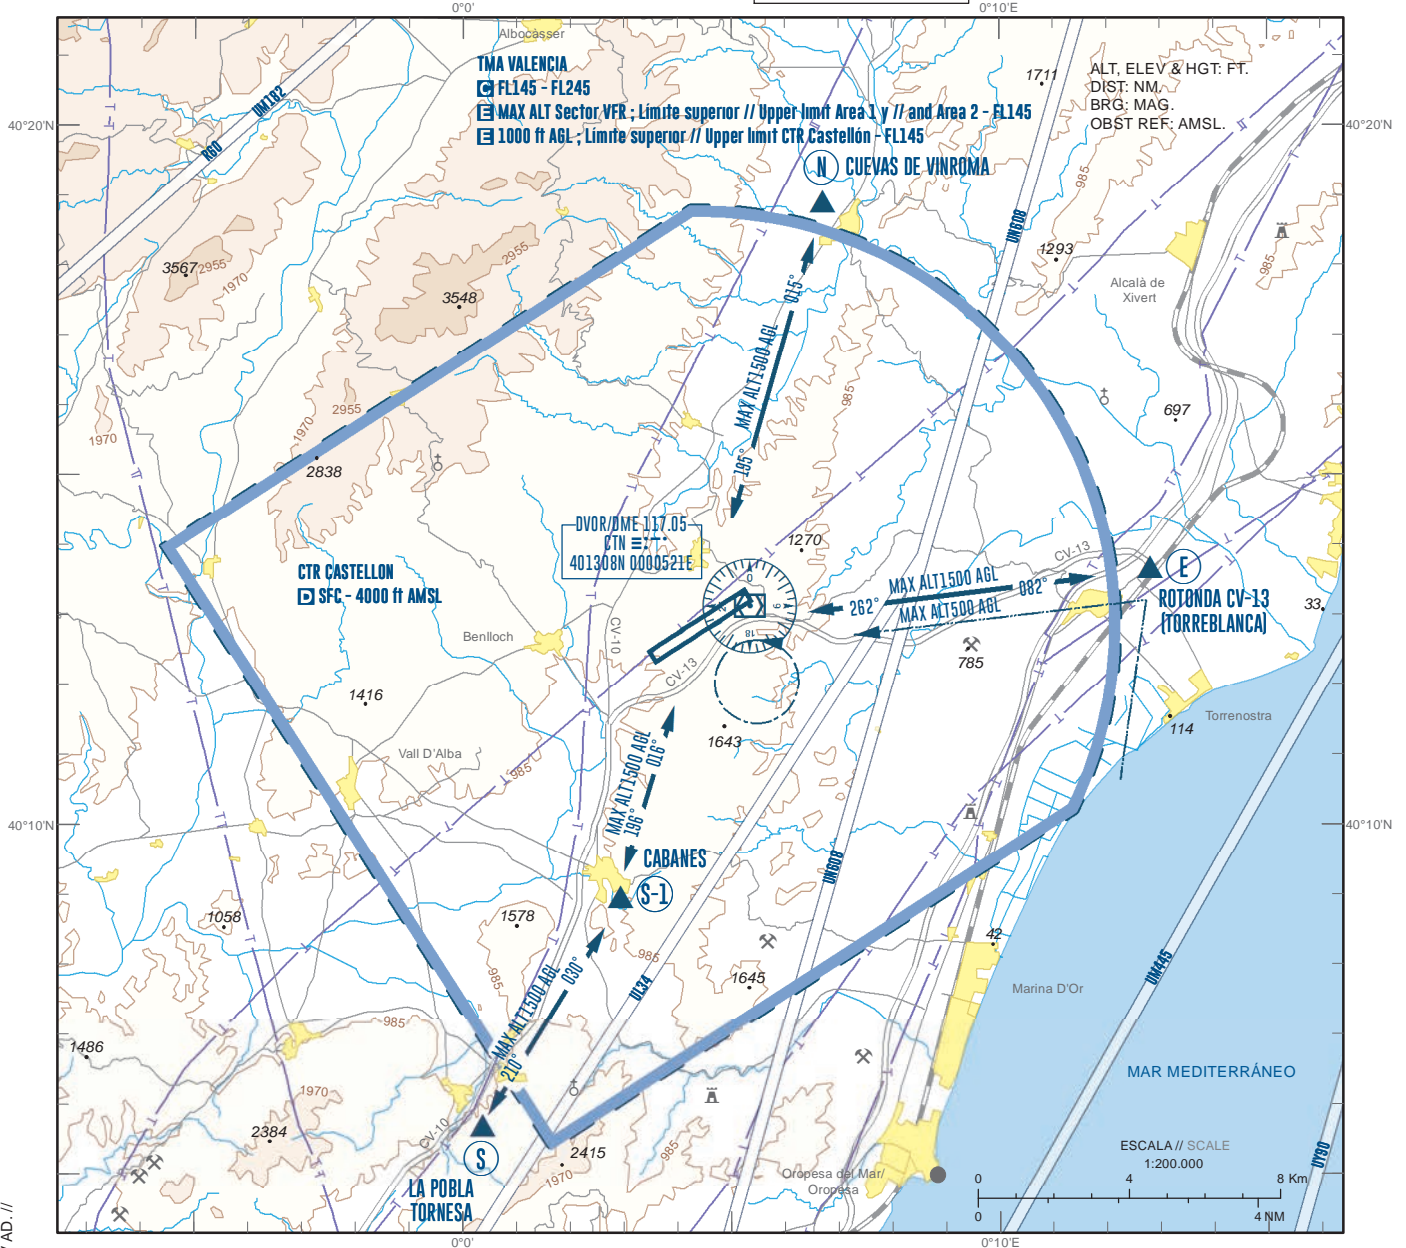 0°0'
0°10'E
Albocàsser
TMA VALENCIA
C FL145 - FL245
E MAX ALT Sector VFR ; Límite superior // Upper limit Area 1 y // and Area 2 - FL145
E 1000 ft AGL ; Límite superior // Upper limit CTR Castellón - FL145
1711
ALT, ELEV & HGT: FT.
DIST: NM.
BRG: MAG.
OBST REF: AMSL.
UM182
R60
40°20'N
40°20'N
N CUEVAS DE VINROMA
985
UN608
1293
985
3567
2955
1970
2955
3548
Alcalà de
Xivert
015°
MAX ALT1500 AGL
195°
985
697
2955
1970
1970
2838
DVOR/DME 117.05
CTN
401308N 0000521E
1270
CV-13
CTR CASTELLON
D SFC - 4000 ft AMSL
E
ROTONDA CV-13
(TORREBLANCA)
MAX ALT1500 AGL
262°
082°
MAX ALT500 AGL
33
0
9
18
Benlloch
CV-10
CV-13
785
1416
1643
Torrenostra
114
Vall D'Alba
985
MAX ALT1500 AGL
016°
196°
40°10'N
40°10'N
CABANES
S-1
UN608
1058
1578
985
985
42
UM445
MAX ALT1500 AGL
030°
210°
UL34
1645
Marina D'Or
985
1486
MAR MEDITERRÁNEO
1970
2384
CV-10
S
LA POBLA
TORNESA
2415
1970
985
Oropesa del Mar/
Oropesa
ESCALA // SCALE
1:200.000
0 4 8 Km
0 4 NM
UY90
0°0'
0°10'E
AD. //